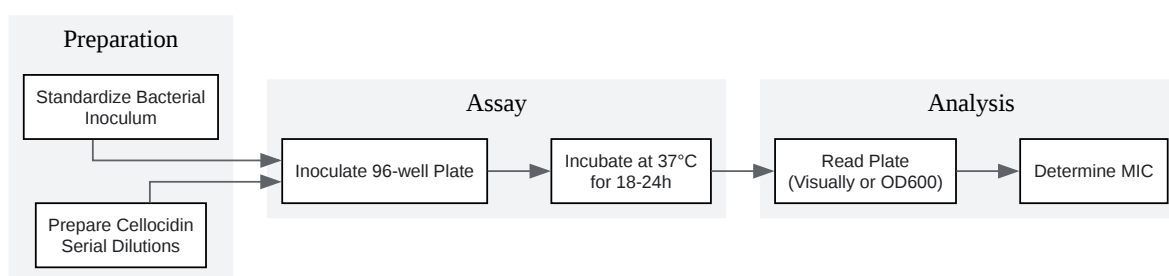 Preparation
Standardize Bacterial
Inoculum
Prepare Cellocidin
Serial Dilutions
Assay
Inoculate 96-well Plate
Incubate at 37°C
for 18-24h
Analysis
Read Plate
(Visually or OD600)
Determine MIC